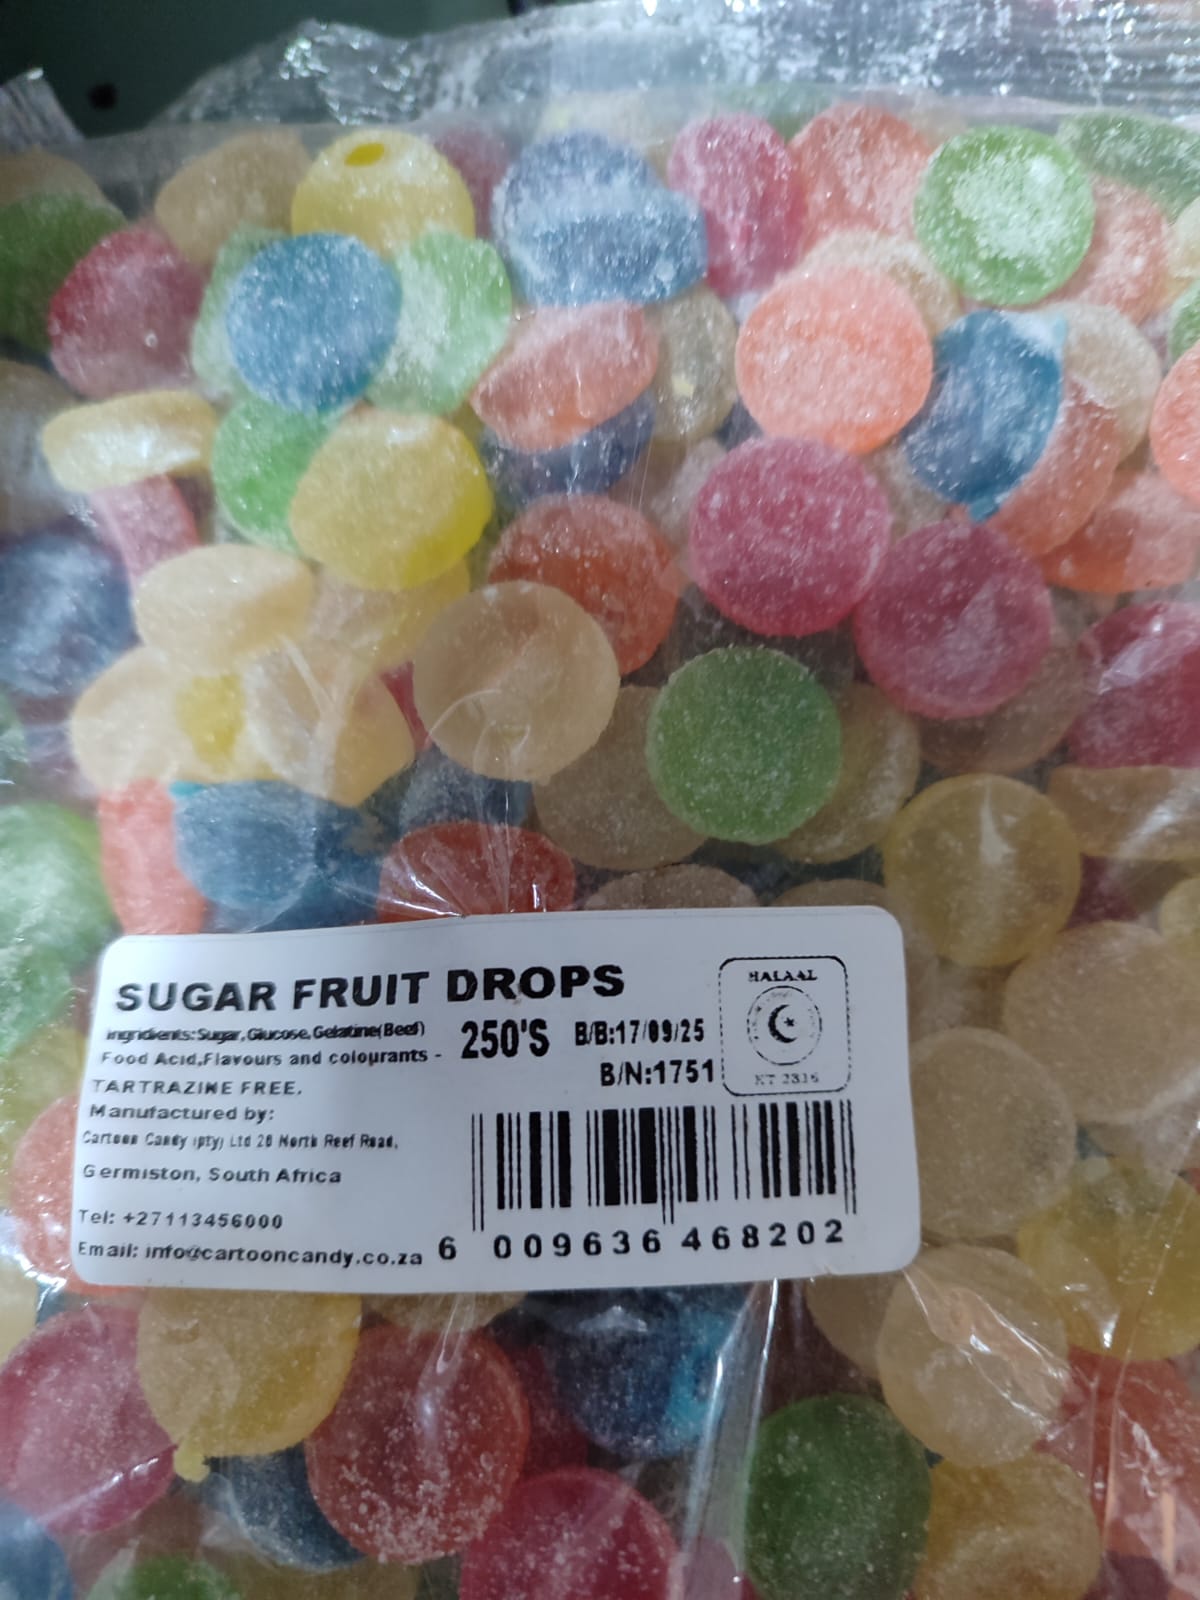 SUGAR FRUIT DROPS
ingridients: Sugar, Glucose, Gelatine(Beef)
Food Acid, Flavours and colourants -
TARTRAZINE FREE.
250'S B/B:17/09/25
B/N:1751
HALAAL
Manufactured by:
Cartoon Candy (pty) Ltd 26 North Reef Road,
Germiston, South Africa
Tel: +27113456000
Email: info@cartooncandy.co.za
6 009636 468202